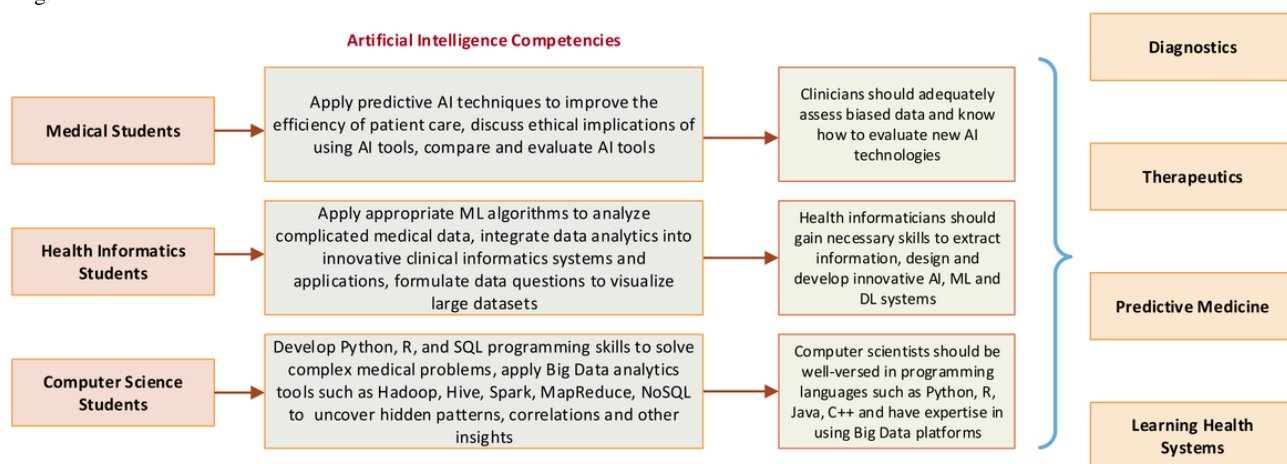 Artificial Intelligence Competencies
Medical Students
Apply predictive AI techniques to improve the
efficiency of patient care, discuss ethical implications of
using AI tools, compare and evaluate AI tools
Clinicians should adequately
assess biased data and know
how to evaluate new AI
technologies
Health Informatics
Students
Apply appropriate ML algorithms to analyze
complicated medical data, integrate data analytics into
innovative clinical informatics systems and
applications, formulate data questions to visualize
large datasets
Health informaticians should
gain necessary skills to extract
information, design and
develop innovative AI, ML and
DL systems
Computer Science
Students
Develop Python, R, and SQL programming skills to solve
complex medical problems, apply Big Data analytics
tools such as Hadoop, Hive, Spark, MapReduce, NoSQL
to uncover hidden patterns, correlations and other
insights
Computer scientists should be
well-versed in programming
languages such as Python, R,
Java, C++ and have expertise in
using Big Data platforms
Diagnostics
Therapeutics
Predictive Medicine
Learning Health
Systems